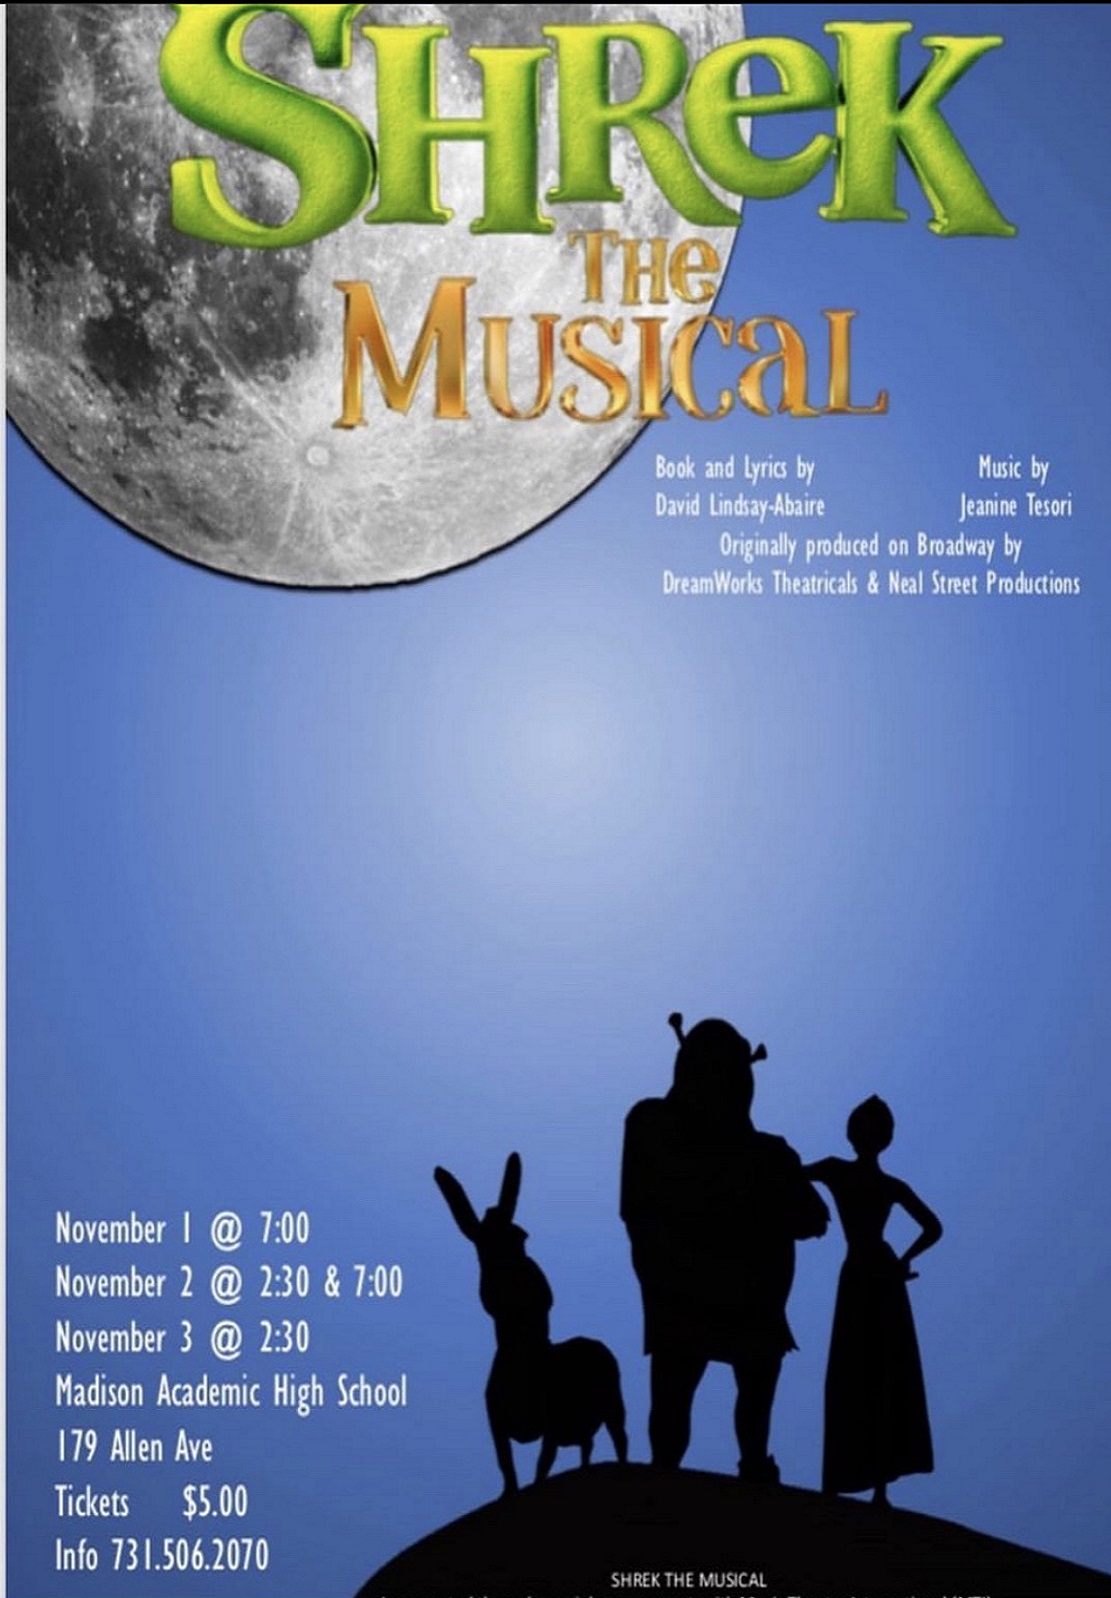 SHREK
THE
MUSICAL
Book and Lyrics by Music by
David Lindsay-Abaire Jeanine Tesori
Originally produced on Broadway by
DreamWorks Theatricals & Neal Street Productions
November 1 @ 7:00
November 2 @ 2:30 & 7:00
November 3 @ 2:30
Madison Academic High School
179 Allen Ave
Tickets $5.00
Info 731.506.2070
SHREK THE MUSICAL